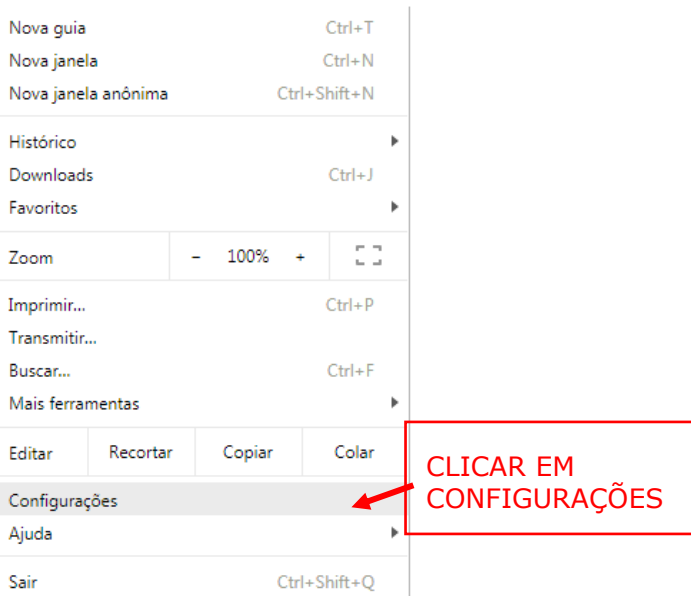 Nova guia Ctrl+T
Nova janela Ctrl+N
Nova janela anônima Ctrl+Shift+N
Histórico
Downloads Ctrl+J
Favoritos
Zoom - 100% +
Imprimir... Ctrl+P
Transmitir...
Buscar... Ctrl+F
Mais ferramentas
Editar Recortar Copiar Colar
Configurações
Ajuda
Sair Ctrl+Shift+Q
CLICAR EM
CONFIGURAÇÕES